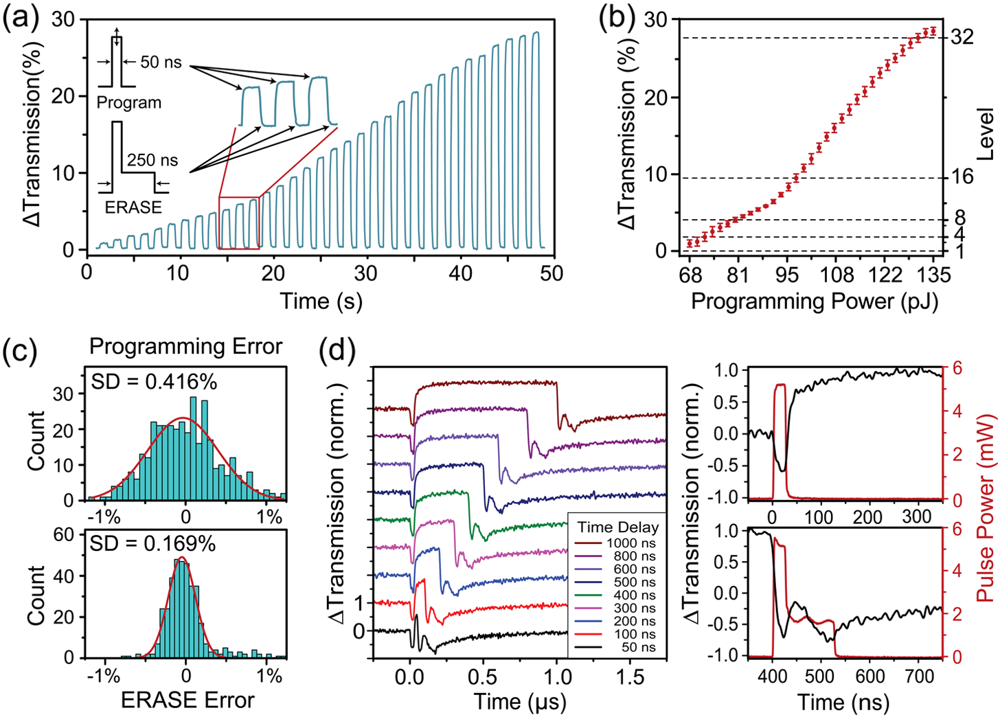 (a)
30
20
10
0
ΔTransmission(%)
50 ns
Program
250 ns
ERASE
0
10
20
30
40
50
Time (s)
(b)
30
20
10
0
ΔTransmission (%)
32
16
8
4
1
Level
68
81
95
108
122
135
Programming Power (pJ)
(c)
Programming Error
SD = 0.416%
30
20
10
0
Count
-1%
0
1%
SD = 0.169%
60
40
20
0
Count
-1%
0
1%
ERASE Error
(d)
ΔTransmission (norm.)
1
0
Time Delay
1000 ns
800 ns
600 ns
500 ns
400 ns
300 ns
200 ns
100 ns
50 ns
0.0
0.5
1.0
1.5
Time (µs)
ΔTransmission (norm.)
1.0
0.5
0.0
-0.5
-1.0
6
4
2
0
0
100
200
300
1.0
0.5
0.0
-0.5
-1.0
6
4
2
0
Pulse Power (mW)
400
500
600
700
Time (ns)